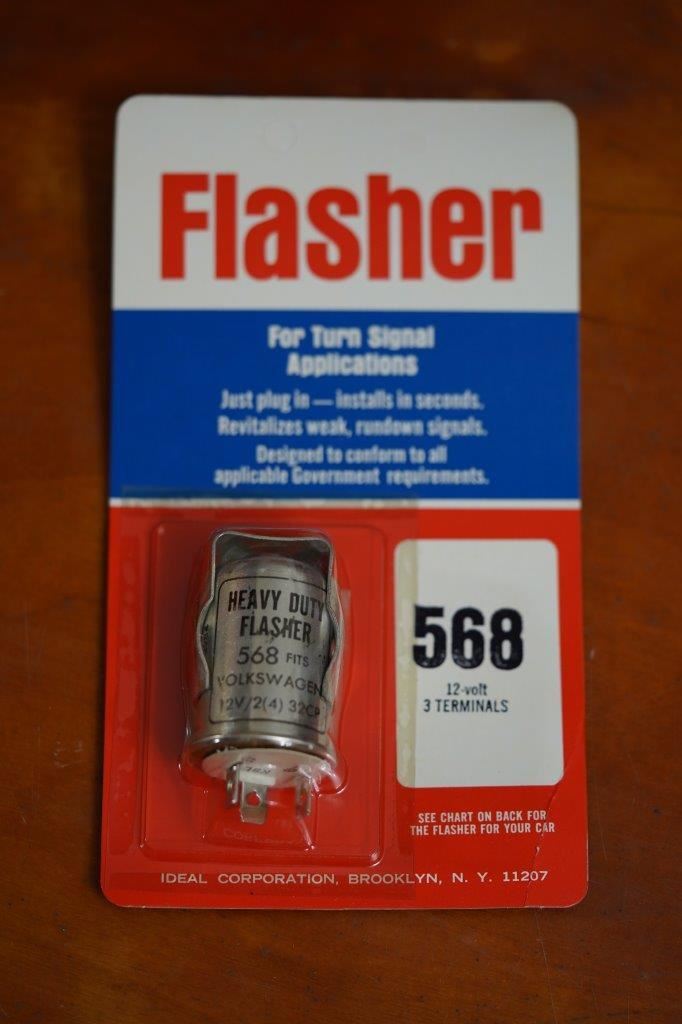 Flasher
For Turn Signal
Applications
Just plug in — installs in seconds.
Revitalizes weak, rundown signals.
Designed to conform to all
applicable Government requirements.
HEAVY DUTY
FLASHER
568 FITS
VOLKSWAGEN
12V/2(4) 32CP
568
12-volt
3 TERMINALS
SEE CHART ON BACK FOR
THE FLASHER FOR YOUR CAR
IDEAL CORPORATION, BROOKLYN, N. Y. 11207